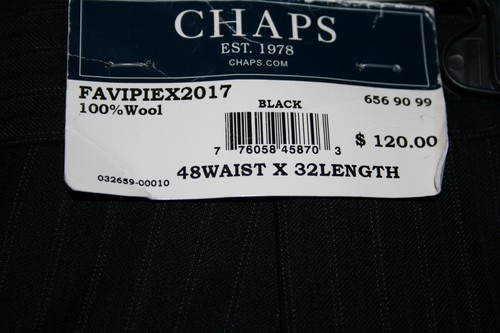 CHAPS
EST. 1978
CHAPS.COM
FAVIPIEX2017
100%Wool
BLACK
656 90 99
7 76058 45870 3
$ 120.00
032659-00010
48WAIST X 32LENGTH